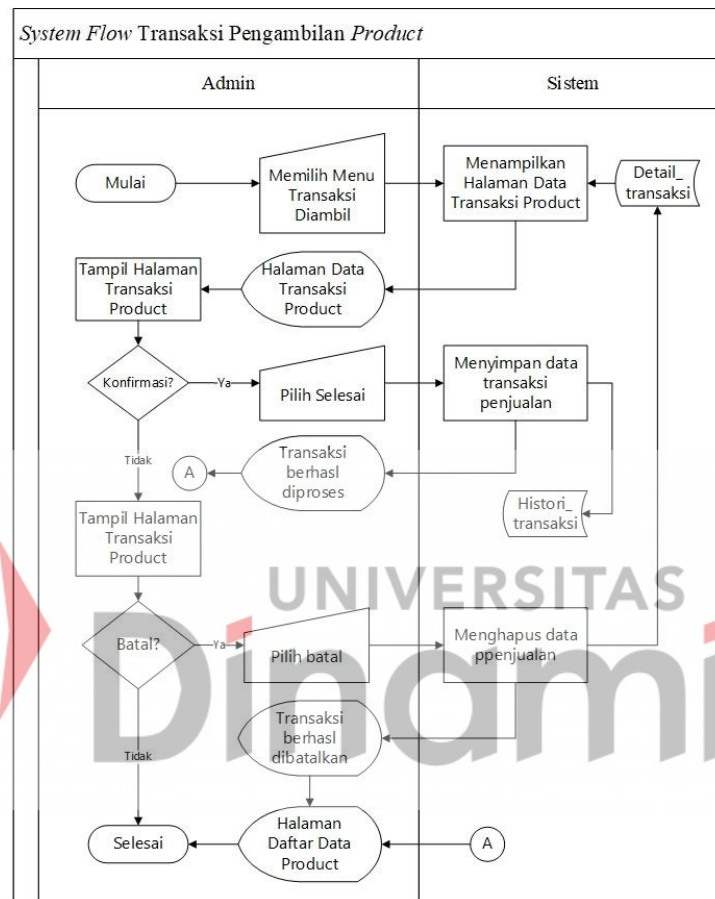 System Flow Transaksi Pengambilan Product
Admin
Sistem
Mulai
Memilih Menu
Transaksi
Diambil
Menampilkan
Halaman Data
Transaksi Product
Detail_
transaksi
Tampil Halaman
Transaksi
Product
Halaman Data
Transaksi
Product
Konfirmasi?
Ya
Pilih Selesai
Menyimpan data
transaksi
penjualan
Tidak
A
Transaksi
berhasl
diproses
Histori_
transaksi
Tampil Halaman
Transaksi
Product
UNIVERSITAS
Dinami
Batal?
Ya
Pilih batal
Menghapus data
ppenjualan
Transaksi
berhasl
dibatalkan
Tidak
Selesai
Halaman
Daftar Data
Product
A